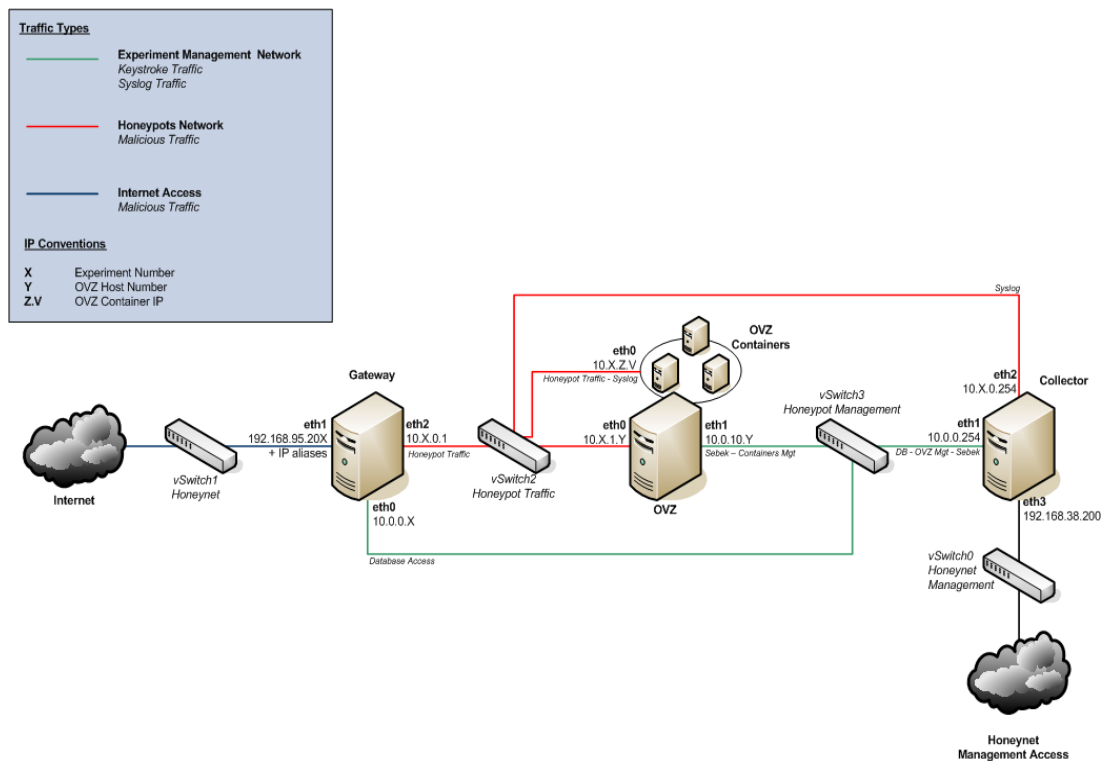 Traffic Types
Experiment Management Network
Keystroke Traffic
Syslog Traffic
Honeypots Network
Malicious Traffic
Internet Access
Malicious Traffic
IP Conventions
X Experiment Number
Y OVZ Host Number
Z.V OVZ Container IP
Syslog
OVZ
Containers
eth0
10.X.Z.V
Honeypot Traffic - Syslog
Gateway
eth1
192.168.95.20X
+ IP aliases
eth2
10.X.0.1
Honeypot Traffic
eth0
10.0.0.X
Internet
vSwitch1
Honeynet
vSwitch2
Honeypot Traffic
eth0
10.X.1.Y
OVZ
eth1
10.0.10.Y
Sebek – Containers Mgt
vSwitch3
Honeypot Management
eth2
10.X.0.254
Collector
eth1
10.0.0.254
DB - OVZ Mgt - Sebek
eth3
192.168.38.200
Database Access
vSwitch0
Honeynet
Management
Honeynet
Management Access